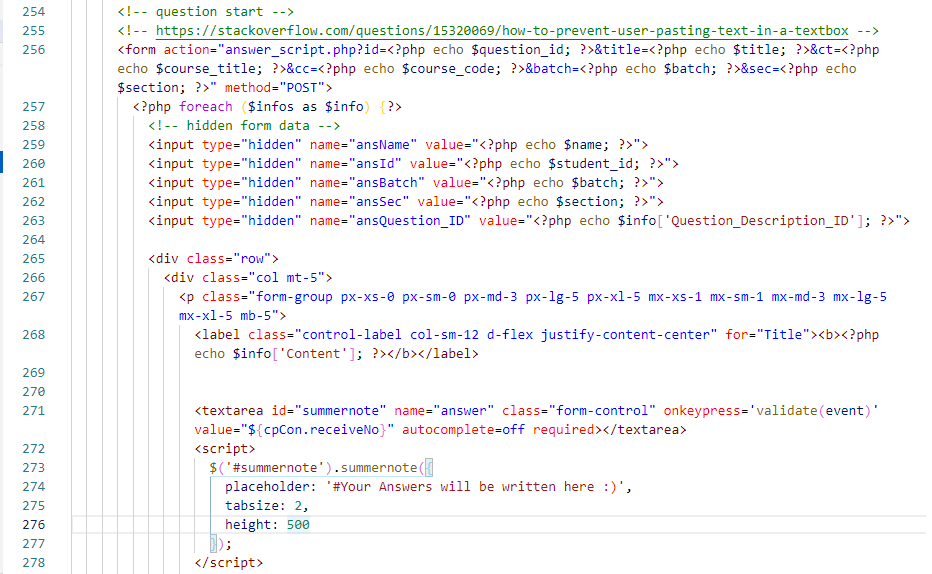 254 <!-- question start -->
255 <!-- https://stackoverflow.com/questions/15320069/how-to-prevent-user-pasting-text-in-a-textbox -->
256 <form action="answer_script.php?id=<?php echo $question_id; ?>&title=<?php echo $title; ?>&ct=<?php
echo $course_title; ?>&cc=<?php echo $course_code; ?>&batch=<?php echo $batch; ?>&sec=<?php echo
$section; ?>" method="POST">
257 <?php foreach ($infos as $info) {?>
258 <!-- hidden form data -->
259 <input type="hidden" name="ansName" value="<?php echo $name; ?>">
260 <input type="hidden" name="ansId" value="<?php echo $student_id; ?>">
261 <input type="hidden" name="ansBatch" value="<?php echo $batch; ?>">
262 <input type="hidden" name="ansSec" value="<?php echo $section; ?>">
263 <input type="hidden" name="ansQuestion_ID" value="<?php echo $info['Question_Description_ID']; ?>">
264
265 <div class="row">
266 <div class="col mt-5">
267 <p class="form-group px-xs-0 px-sm-0 px-md-3 px-lg-5 px-xl-5 mx-xs-1 mx-sm-1 mx-md-3 mx-lg-5
mx-xl-5 mb-5">
268 <label class="control-label col-sm-12 d-flex justify-content-center" for="Title"><b><?php
echo $info['Content']; ?></b></label>
269
270
271 <textarea id="summernote" name="answer" class="form-control" onkeypress='validate(event)'
value="${cpCon.receiveNo}" autocomplete=off required></textarea>
272 <script>
273 $('#summernote').summernote({
274 placeholder: '#Your Answers will be written here :)',
275 tabsize: 2,
276 height: 500
277 });
278 </script>